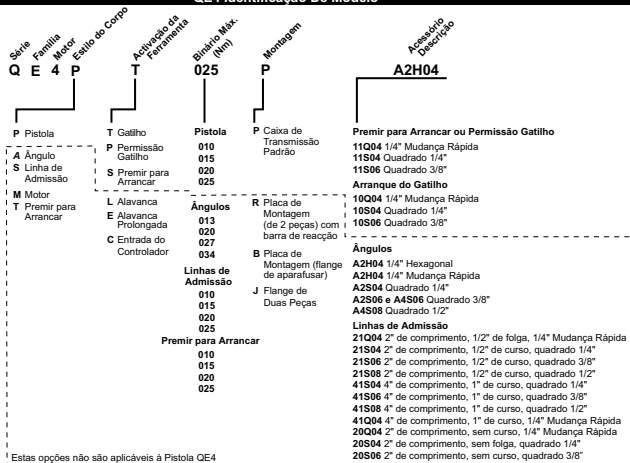 QE4 Identificação De Modelo
Série
Família
Motor
Estilo do Corpo
Activação da Ferramenta
Binário Máx. (Nm)
Montagem
Acessório Descrição
Q E 4 P T 025 P A2H04
P Pistola
A Ângulo
S Linha de
Admissão
M Motor
T Premir para
Arrancar
T Gatilho
P Permissão
Gatilho
S Premir para
Arrancar
L Alavanca
E Alavanca
Prolongada
C Entrada do
Controlador
Pistola
010
015
020
025
Ângulos
013
020
027
034
Linhas de
Admissão
010
015
020
025
Premir para Arrancar
010
015
020
025
P Caixa de
Transmissão
Padrão
R Placa de
Montagem
(de 2 peças) com
barra de reacção
B Placa de
Montagem (flange
de aparafusar)
J Flange de
Duas Peças
Premir para Arrancar ou Permissão Gatilho
11Q04 1/4" Mudança Rápida
11S04 Quadrado 1/4"
11S06 Quadrado 3/8"
Arranque do Gatilho
10Q04 1/4" Mudança Rápida
10S04 Quadrado 1/4"
10S06 Quadrado 3/8"
Ângulos
A2H04 1/4" Hexagonal
A2H04 1/4" Mudança Rápida
A2S04 Quadrado 1/4"
A2S06 e A4S06 Quadrado 3/8"
A4S08 Quadrado 1/2"
Linhas de Admissão
21Q04 2" de comprimento, 1/2" de folga, 1/4" Mudança Rápida
21S04 2" de comprimento, 1/2" de curso, quadrado 1/4"
21S06 2" de comprimento, 1/2" de curso, quadrado 3/8"
21S08 2" de comprimento, 1/2" de curso, quadrado 1/2"
41S04 4" de comprimento, 1" de curso, quadrado 1/4"
41S06 4" de comprimento, 1" de curso, quadrado 3/8"
41S08 4" de comprimento, 1" de curso, quadrado 1/2"
41Q04 4" de comprimento, 1" de curso, 1/4" Mudança Rápida
20Q04 2" de comprimento, sem curso, 1/4" Mudança Rápida
20S04 2" de comprimento, sem folga, quadrado 1/4"
20S06 2" de comprimento, sem curso, quadrado 3/8"
Estas opções não são aplicáveis à Pistola QE4